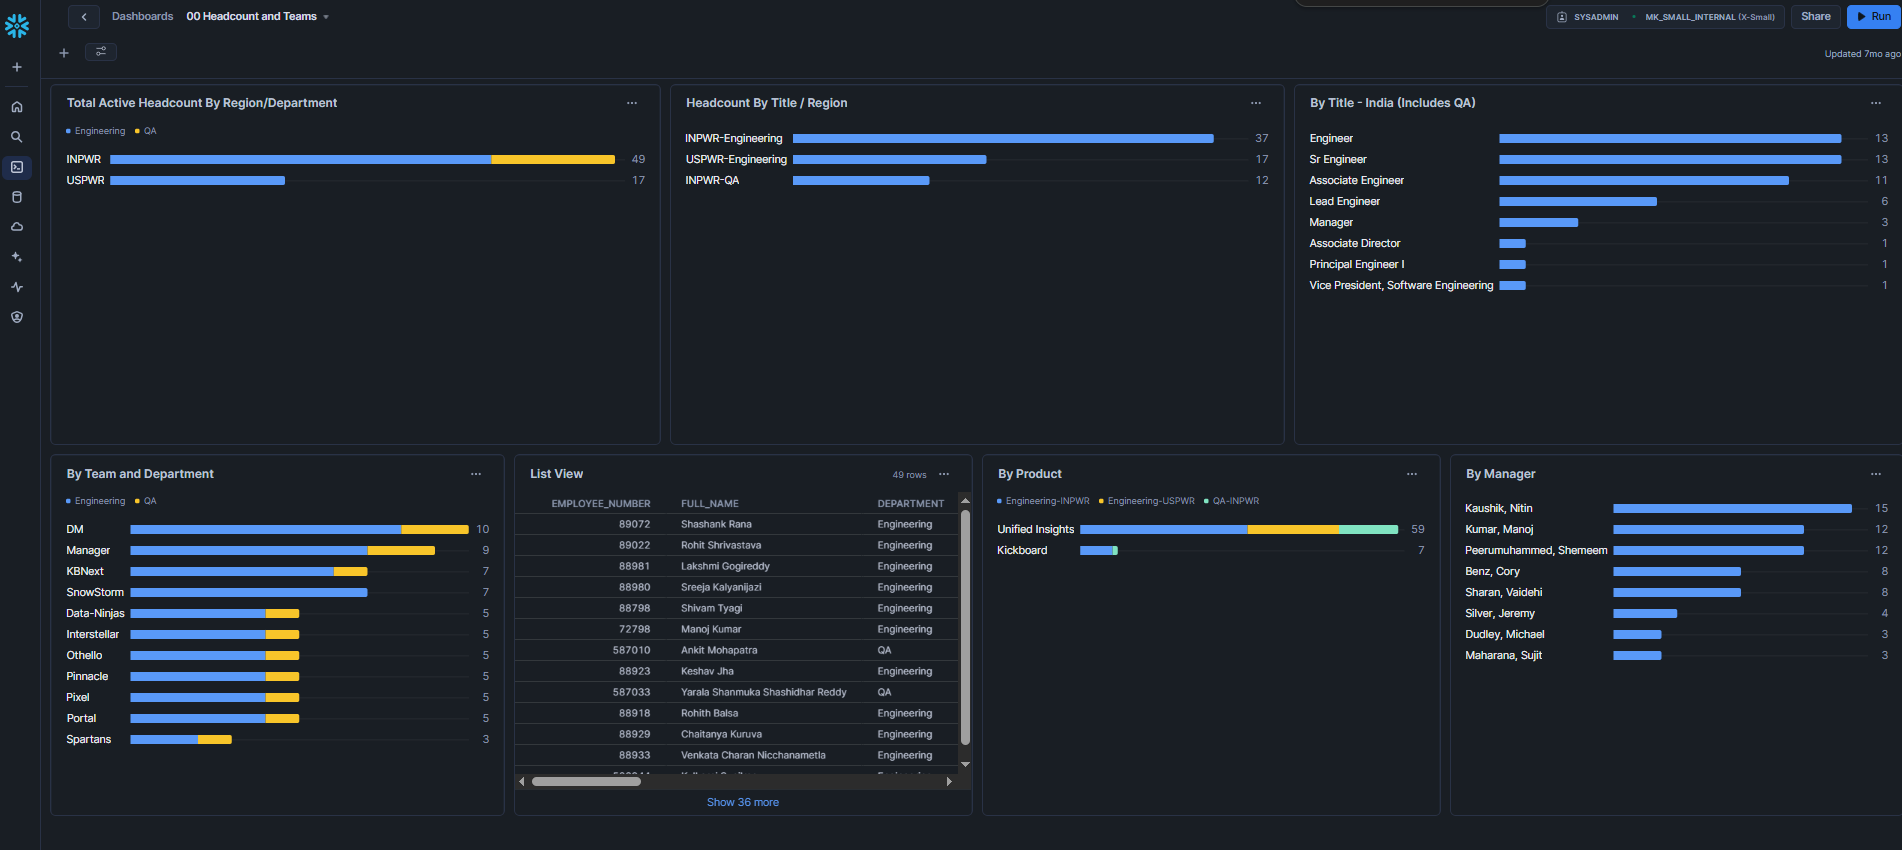 Dashboards 00 Headcount and Teams
SYSADMIN MK_SMALL_INTERNAL (X-Small) Share Run
Updated 7mo ago
Total Active Headcount By Region/Department
Engineering QA
INPWR 49
USPWR 17
Headcount By Title / Region
INPWR-Engineering 37
USPWR-Engineering 17
INPWR-QA 12
By Title - India (Includes QA)
Engineer 13
Sr Engineer 13
Associate Engineer 11
Lead Engineer 6
Manager 3
Associate Director 1
Principal Engineer I 1
Vice President, Software Engineering 1
By Team and Department
Engineering QA
DM 10
Manager 9
KBNext 7
SnowStorm 7
Data-Ninjas 5
Interstellar 5
Othello 5
Pinnacle 5
Pixel 5
Portal 5
Spartans 3
List View 49 rows
EMPLOYEE_NUMBER FULL_NAME DEPARTMENT
89072 Shashank Rana Engineering
89022 Rohit Shrivastava Engineering
88981 Lakshmi Gogireddy Engineering
88980 Sreeja Kalyanijazi Engineering
88798 Shivam Tyagi Engineering
72798 Manoj Kumar Engineering
587010 Ankit Mohapatra QA
88923 Keshav Jha Engineering
587033 Yarala Shanmuka Shashidhar Reddy QA
88918 Rohith Balsa Engineering
88929 Chaitanya Kuruva Engineering
88933 Venkata Charan Nicchanametla Engineering
Show 36 more
By Product
Engineering-INPWR Engineering-USPWR QA-INPWR
Unified Insights 59
Kickboard 7
By Manager
Kaushik, Nitin 15
Kumar, Manoj 12
Peerumuhammed, Shemeem 12
Benz, Cory 8
Sharan, Vaidehi 8
Silver, Jeremy 4
Dudley, Michael 3
Maharana, Sujit 3